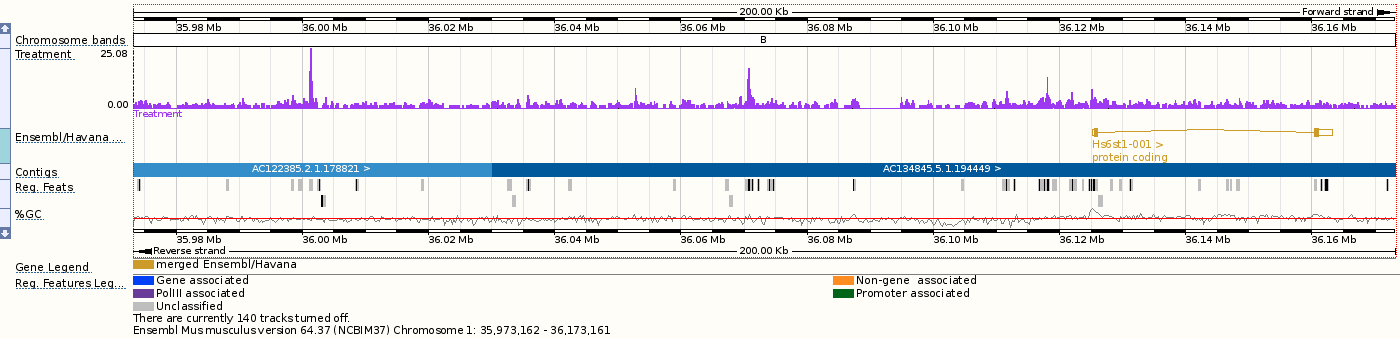 200.00 Kb Forward strand
35.98 Mb 36.00 Mb 36.02 Mb 36.04 Mb 36.06 Mb 36.08 Mb 36.10 Mb 36.12 Mb 36.14 Mb 36.16 Mb
Chromosome bands B
Treatment 25.08
0.00
Treatment
Ensembl/Havana ...
Hs6st1-001 >
protein coding
Contigs AC122385.2.1.178821 > AC134845.5.1.194449 >
Reg. Feats
%GC
35.98 Mb 36.00 Mb 36.02 Mb 36.04 Mb 36.06 Mb 36.08 Mb 36.10 Mb 36.12 Mb 36.14 Mb 36.16 Mb
Reverse strand 200.00 Kb
Gene Legend merged Ensembl/Havana
Reg. Features Leg... Gene associated Non-gene associated
PolIII associated Promoter associated
Unclassified
There are currently 140 tracks turned off.
Ensembl Mus musculus version 64.37 (NCBIM37) Chromosome 1: 35,973,162 - 36,173,161